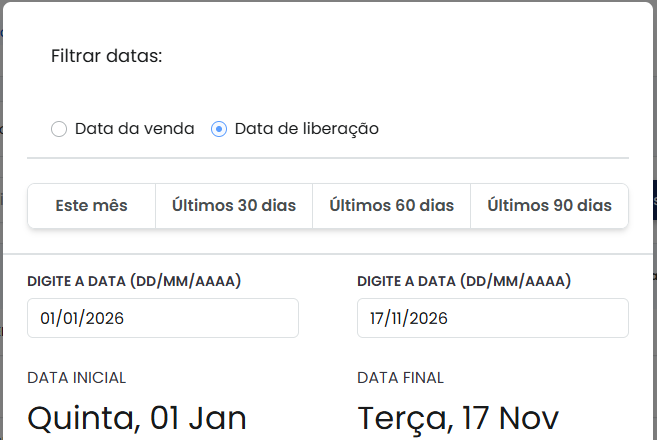 Filtrar datas:
Data da venda Data de liberação
Este mês Últimos 30 dias Últimos 60 dias Últimos 90 dias
DIGITE A DATA (DD/MM/AAAA) DIGITE A DATA (DD/MM/AAAA)
01/01/2026 17/11/2026
DATA INICIAL DATA FINAL
Quinta, 01 Jan Terça, 17 Nov